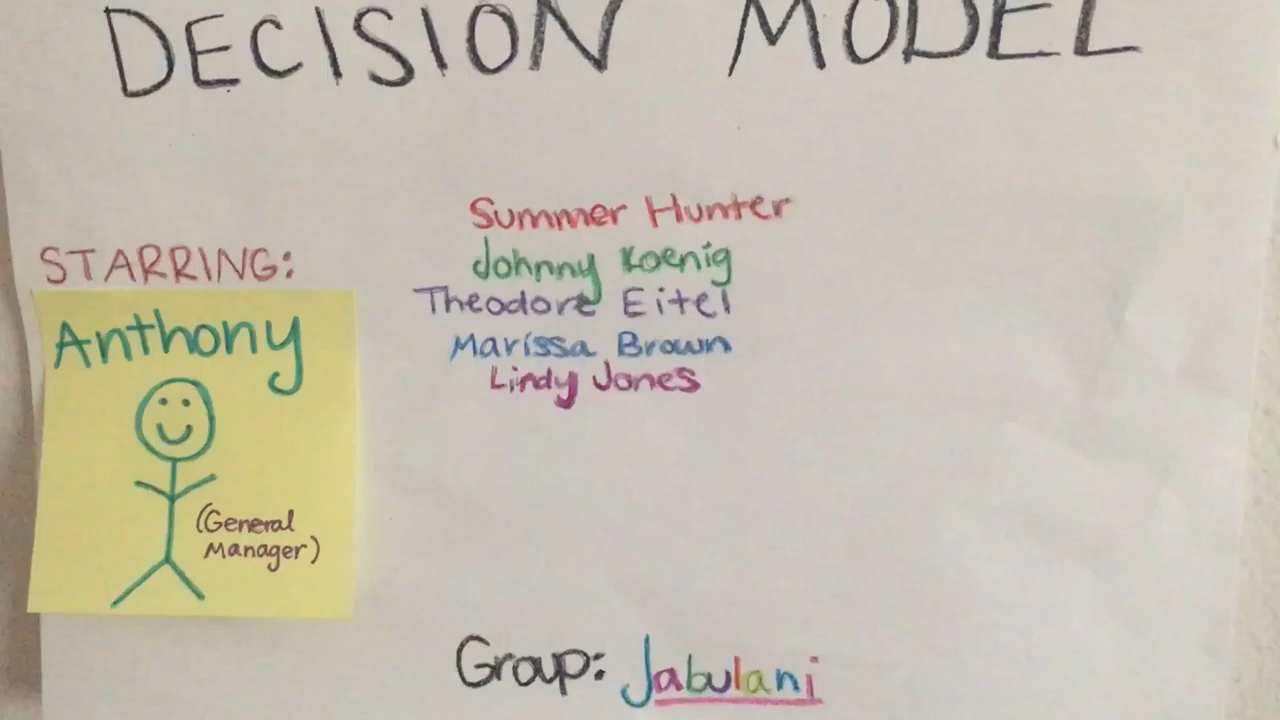 DECISION MODEL
Summer Hunter
Johnny Koenig
STARRING:
Theodore Eitel
Anthony
Marissa Brown
Lindy Jones
(General
Manager)
Group: Jabulani